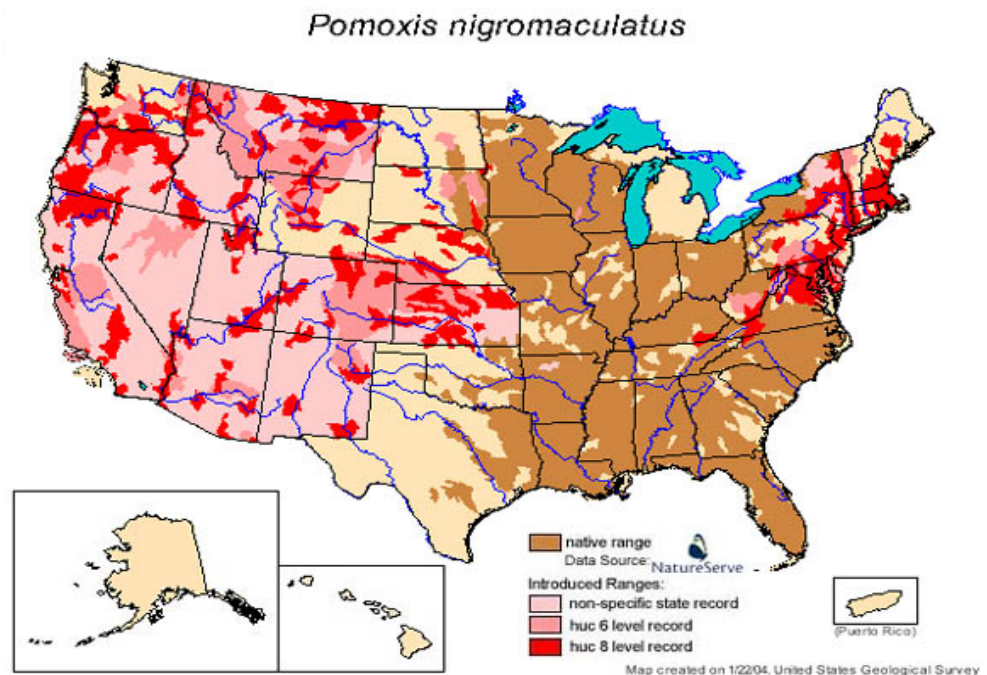 Pomoxis nigromaculatus
native range
Data Source: NatureServe
Introduced Ranges:
non-specific state record
huc 6 level record
huc 8 level record
(Puerto Rico)
Map created on 1/22/04. United States Geological Survey